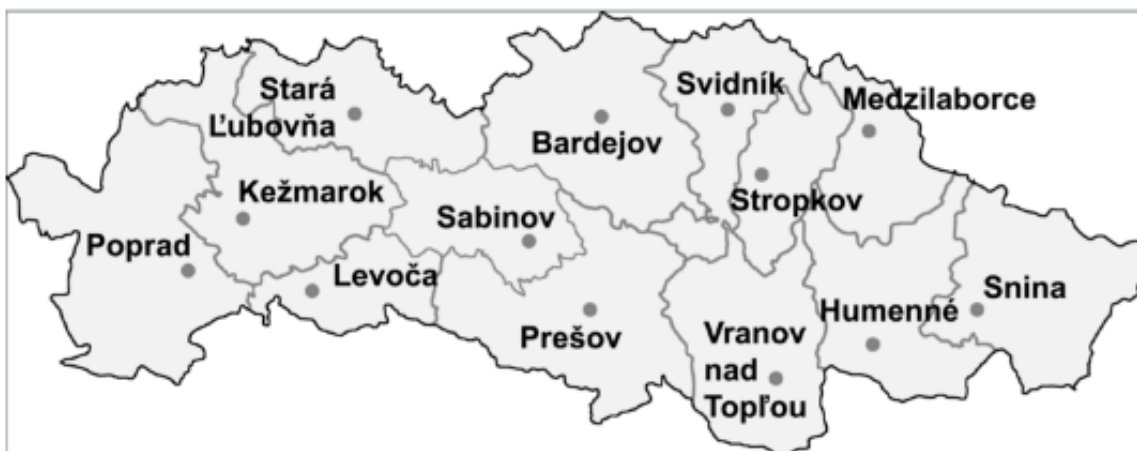 Stará
Ľubovňa
Svidník
Medzilaborce
Bardejov
Kežmarok
Stropkov
Sabinov
Poprad
Levoča
Snina
Humenné
Prešov
Vranov
nad
Topľou